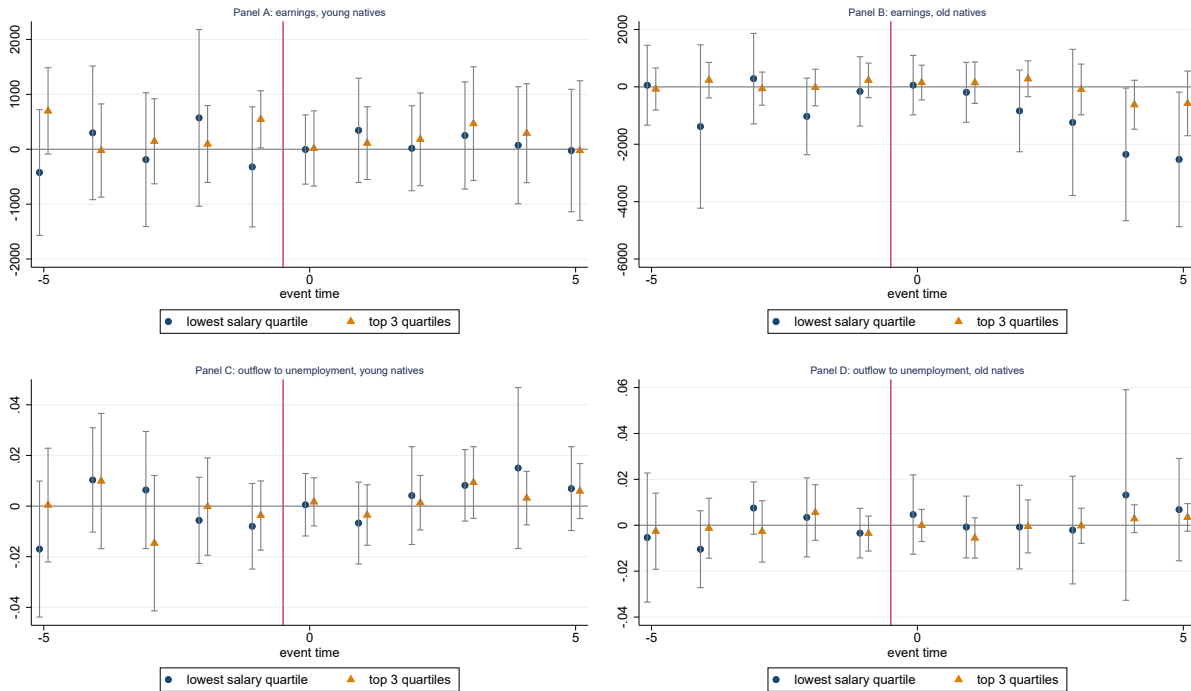 Panel A: earnings, young natives
2000
1000
0
-1000
-2000
-5
0
5
event time
lowest salary quartile
top 3 quartiles
Panel B: earnings, old natives
2000
0
-2000
-4000
-6000
-5
0
5
event time
lowest salary quartile
top 3 quartiles
Panel C: outflow to unemployment, young natives
.04
.02
0
-.02
-.04
-5
0
5
event time
lowest salary quartile
top 3 quartiles
Panel D: outflow to unemployment, old natives
.06
.04
.02
0
-.02
-.04
-5
0
5
event time
lowest salary quartile
top 3 quartiles